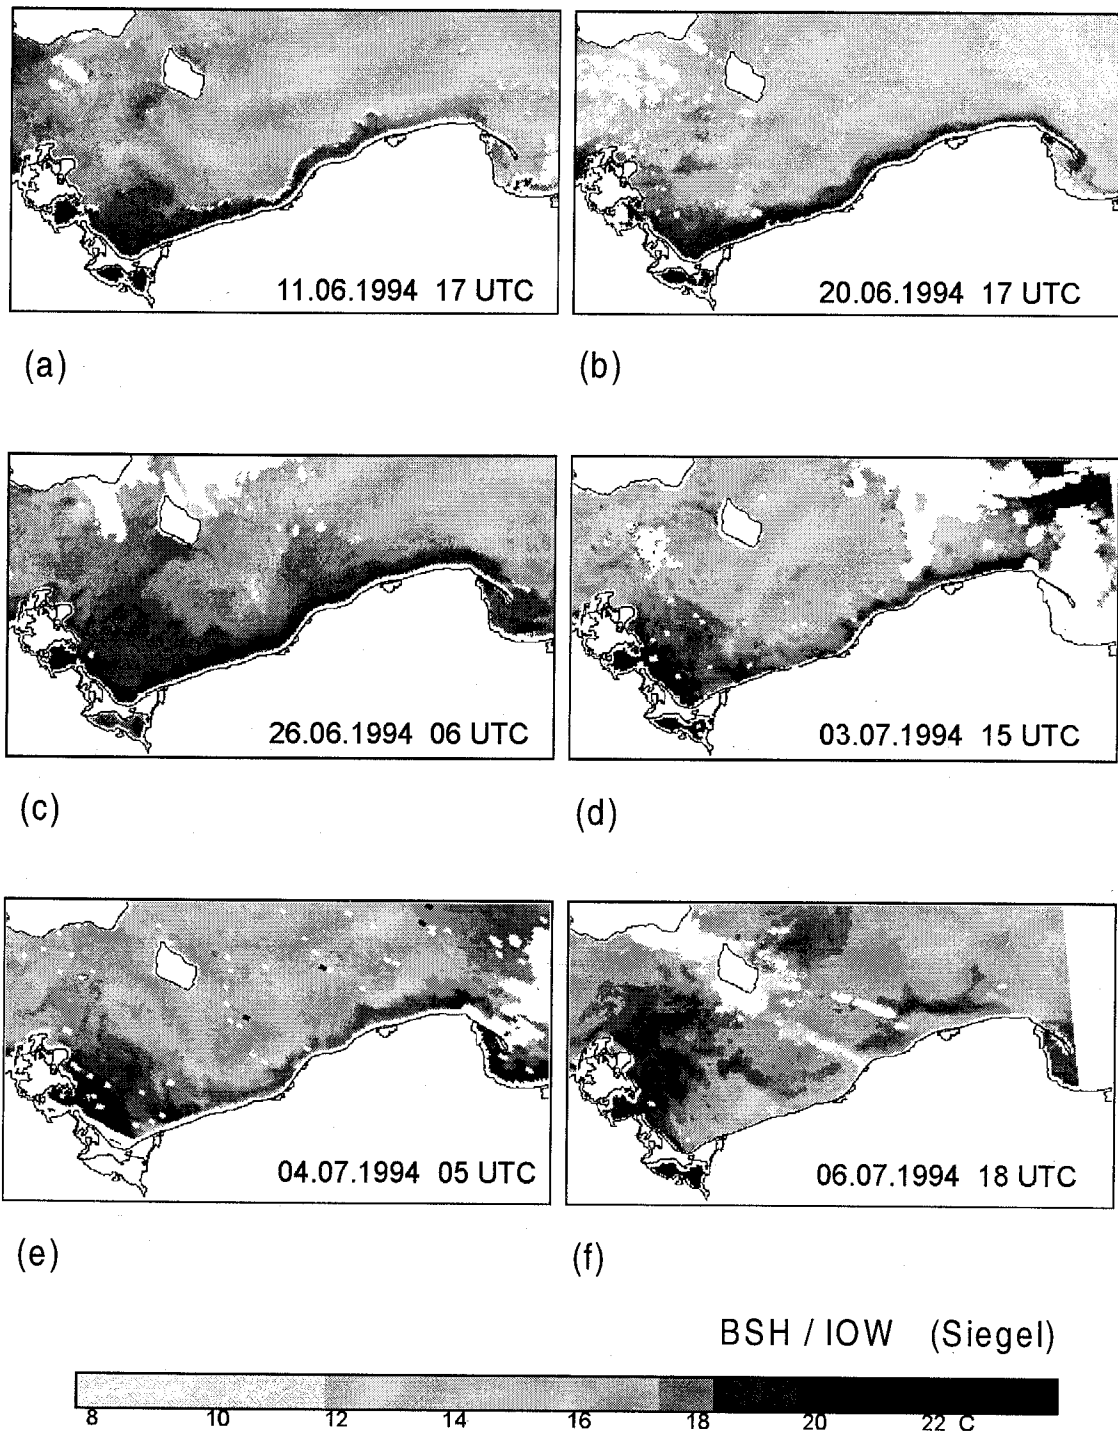 11.06.1994 17 UTC
20.06.1994 17 UTC
(a)
(b)
26.06.1994 06 UTC
03.07.1994 15 UTC
(c)
(d)
04.07.1994 05 UTC
06.07.1994 18 UTC
(e)
(f)
BSH / IOW (Siegel)
8 10 12 14 16 18 20 22 C